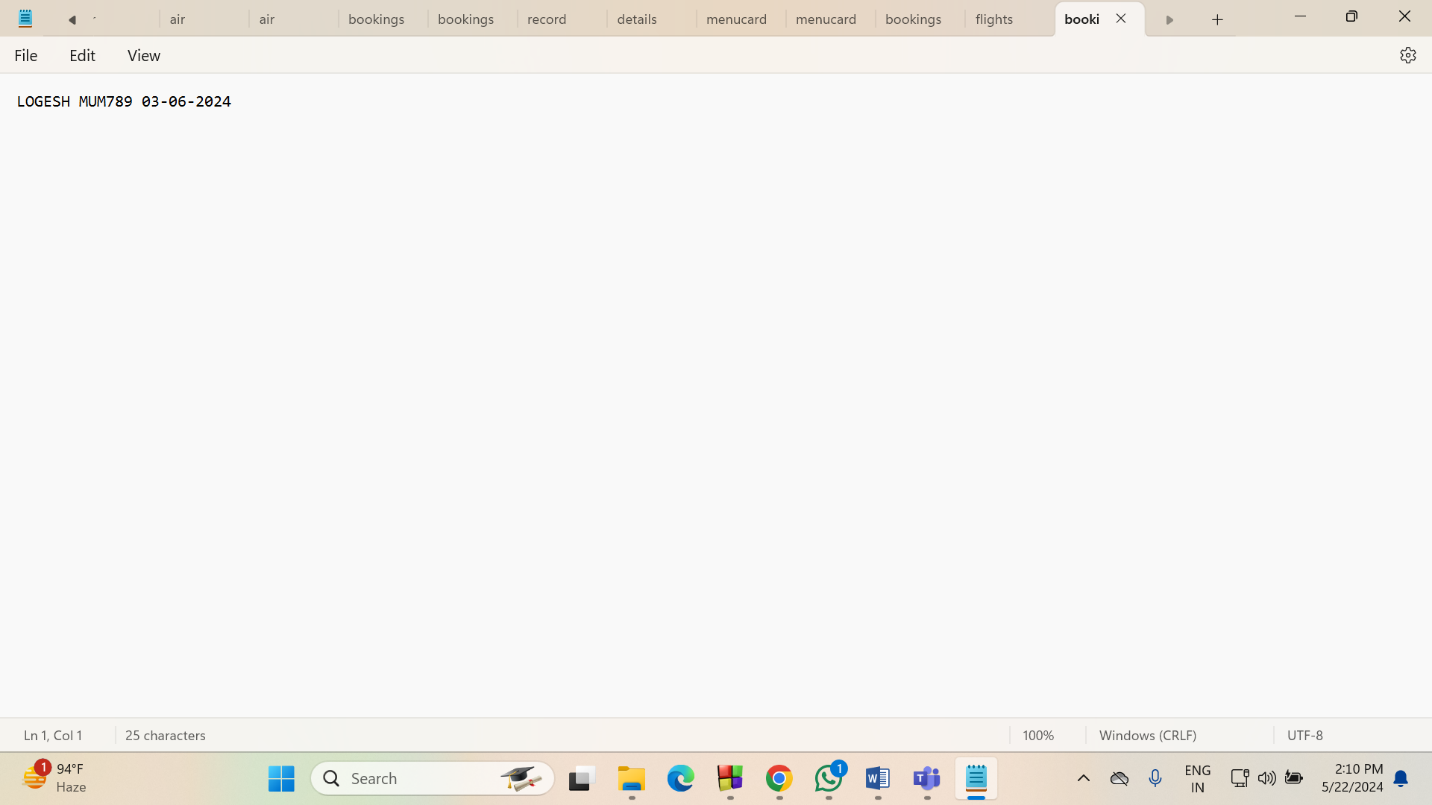 air air bookings bookings record details menucard menucard bookings flights booki
File Edit View
LOGESH MUM789 03-06-2024
Ln 1, Col 1 25 characters 100% Windows (CRLF) UTF-8
1 94°F Haze
Search
1
ENG IN
2:10 PM
5/22/2024